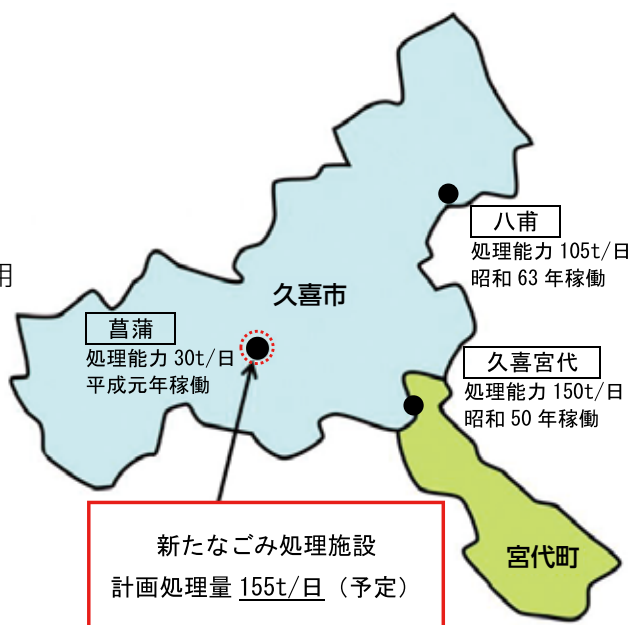 八甫
処理能力 105t/日
昭和 63 年稼働
用
久喜市
菖蒲
処理能力 30t/日
平成元年稼働
久喜宮代
処理能力 150t/日
昭和 50 年稼働
宮代町
新たなごみ処理施設
計画処理量 155t/日（予定）